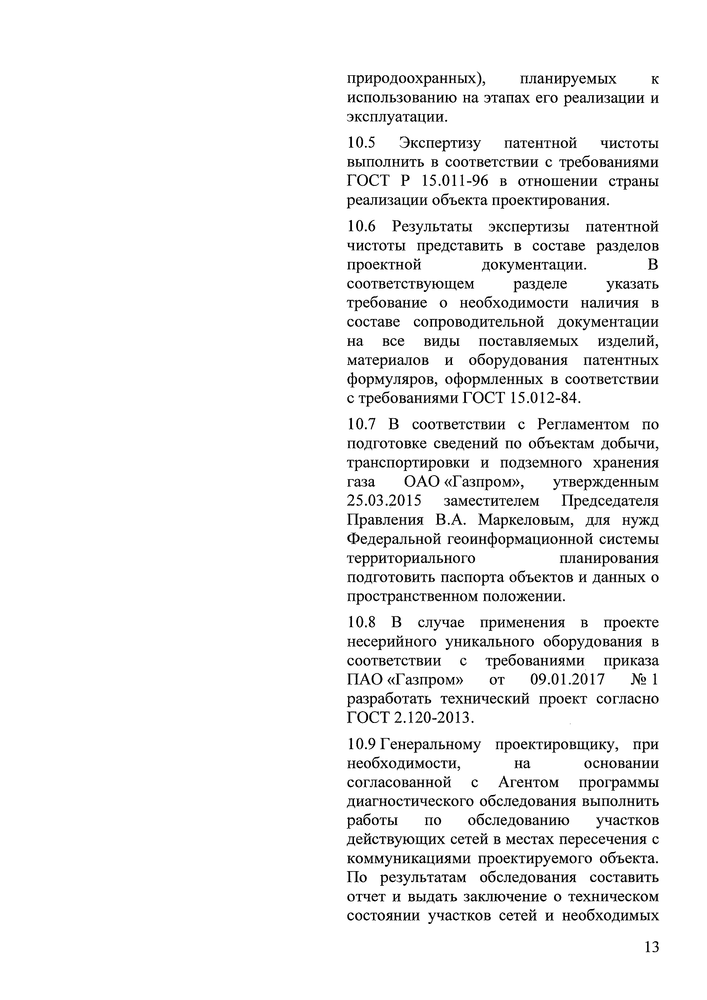 природоохранных), планируемых к
использованию на этапах его реализации и
эксплуатации.
10.5 Экспертизу патентной чистоты
выполнить в соответствии с требованиями
ГОСТ Р 15.011-96 в отношении страны
реализации объекта проектирования.
10.6 Результаты экспертизы патентной
чистоты представить в составе разделов
проектной документации. В
соответствующем разделе указать
требование о необходимости наличия в
составе сопроводительной документации
на все виды поставляемых изделий,
материалов и оборудования патентных
формуляров, оформленных в соответствии
с требованиями ГОСТ 15.012-84.
10.7 В соответствии с Регламентом по
подготовке сведений по объектам добычи,
транспортировки и подземного хранения
газа ОАО «Газпром», утвержденным
25.03.2015 заместителем Председателя
Правления В.А. Маркеловым, для нужд
Федеральной геоинформационной системы
территориального планирования
подготовить паспорта объектов и данных о
пространственном положении.
10.8 В случае применения в проекте
несерийного уникального оборудования в
соответствии с требованиями приказа
ПАО «Газпром» от 09.01.2017 № 1
разработать технический проект согласно
ГОСТ 2.120-2013.
10.9 Генеральному проектировщику, при
необходимости, на основании
согласованной с Агентом программы
диагностического обследования выполнить
работы по обследованию участков
действующих сетей в местах пересечения с
коммуникациями проектируемого объекта.
По результатам обследования составить
отчет и выдать заключение о техническом
состоянии участков сетей и необходимых
13